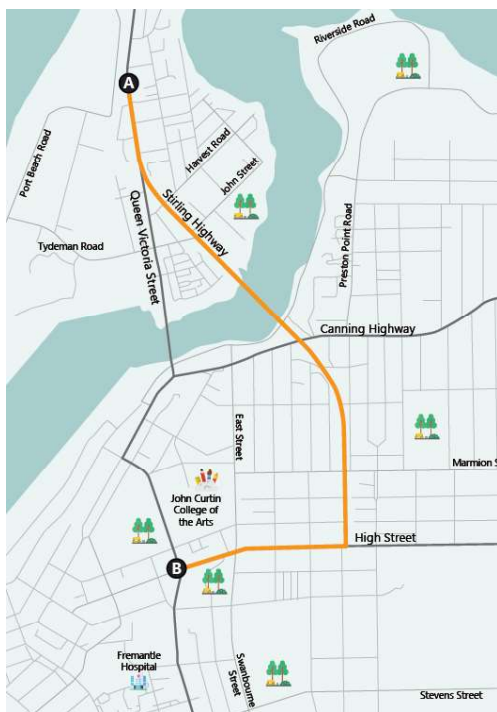 Riverside Road
A
Port Beach Road
Harvest Road
John Street
Stirling Highway
Queen Victoria Street
Tydeman Road
Preston Point Road
Canning Highway
East Street
Marmion S
John Curtin
College of
the Arts
High Street
B
Fremantle
Hospital
Swanbourne
Street
Stevens Street